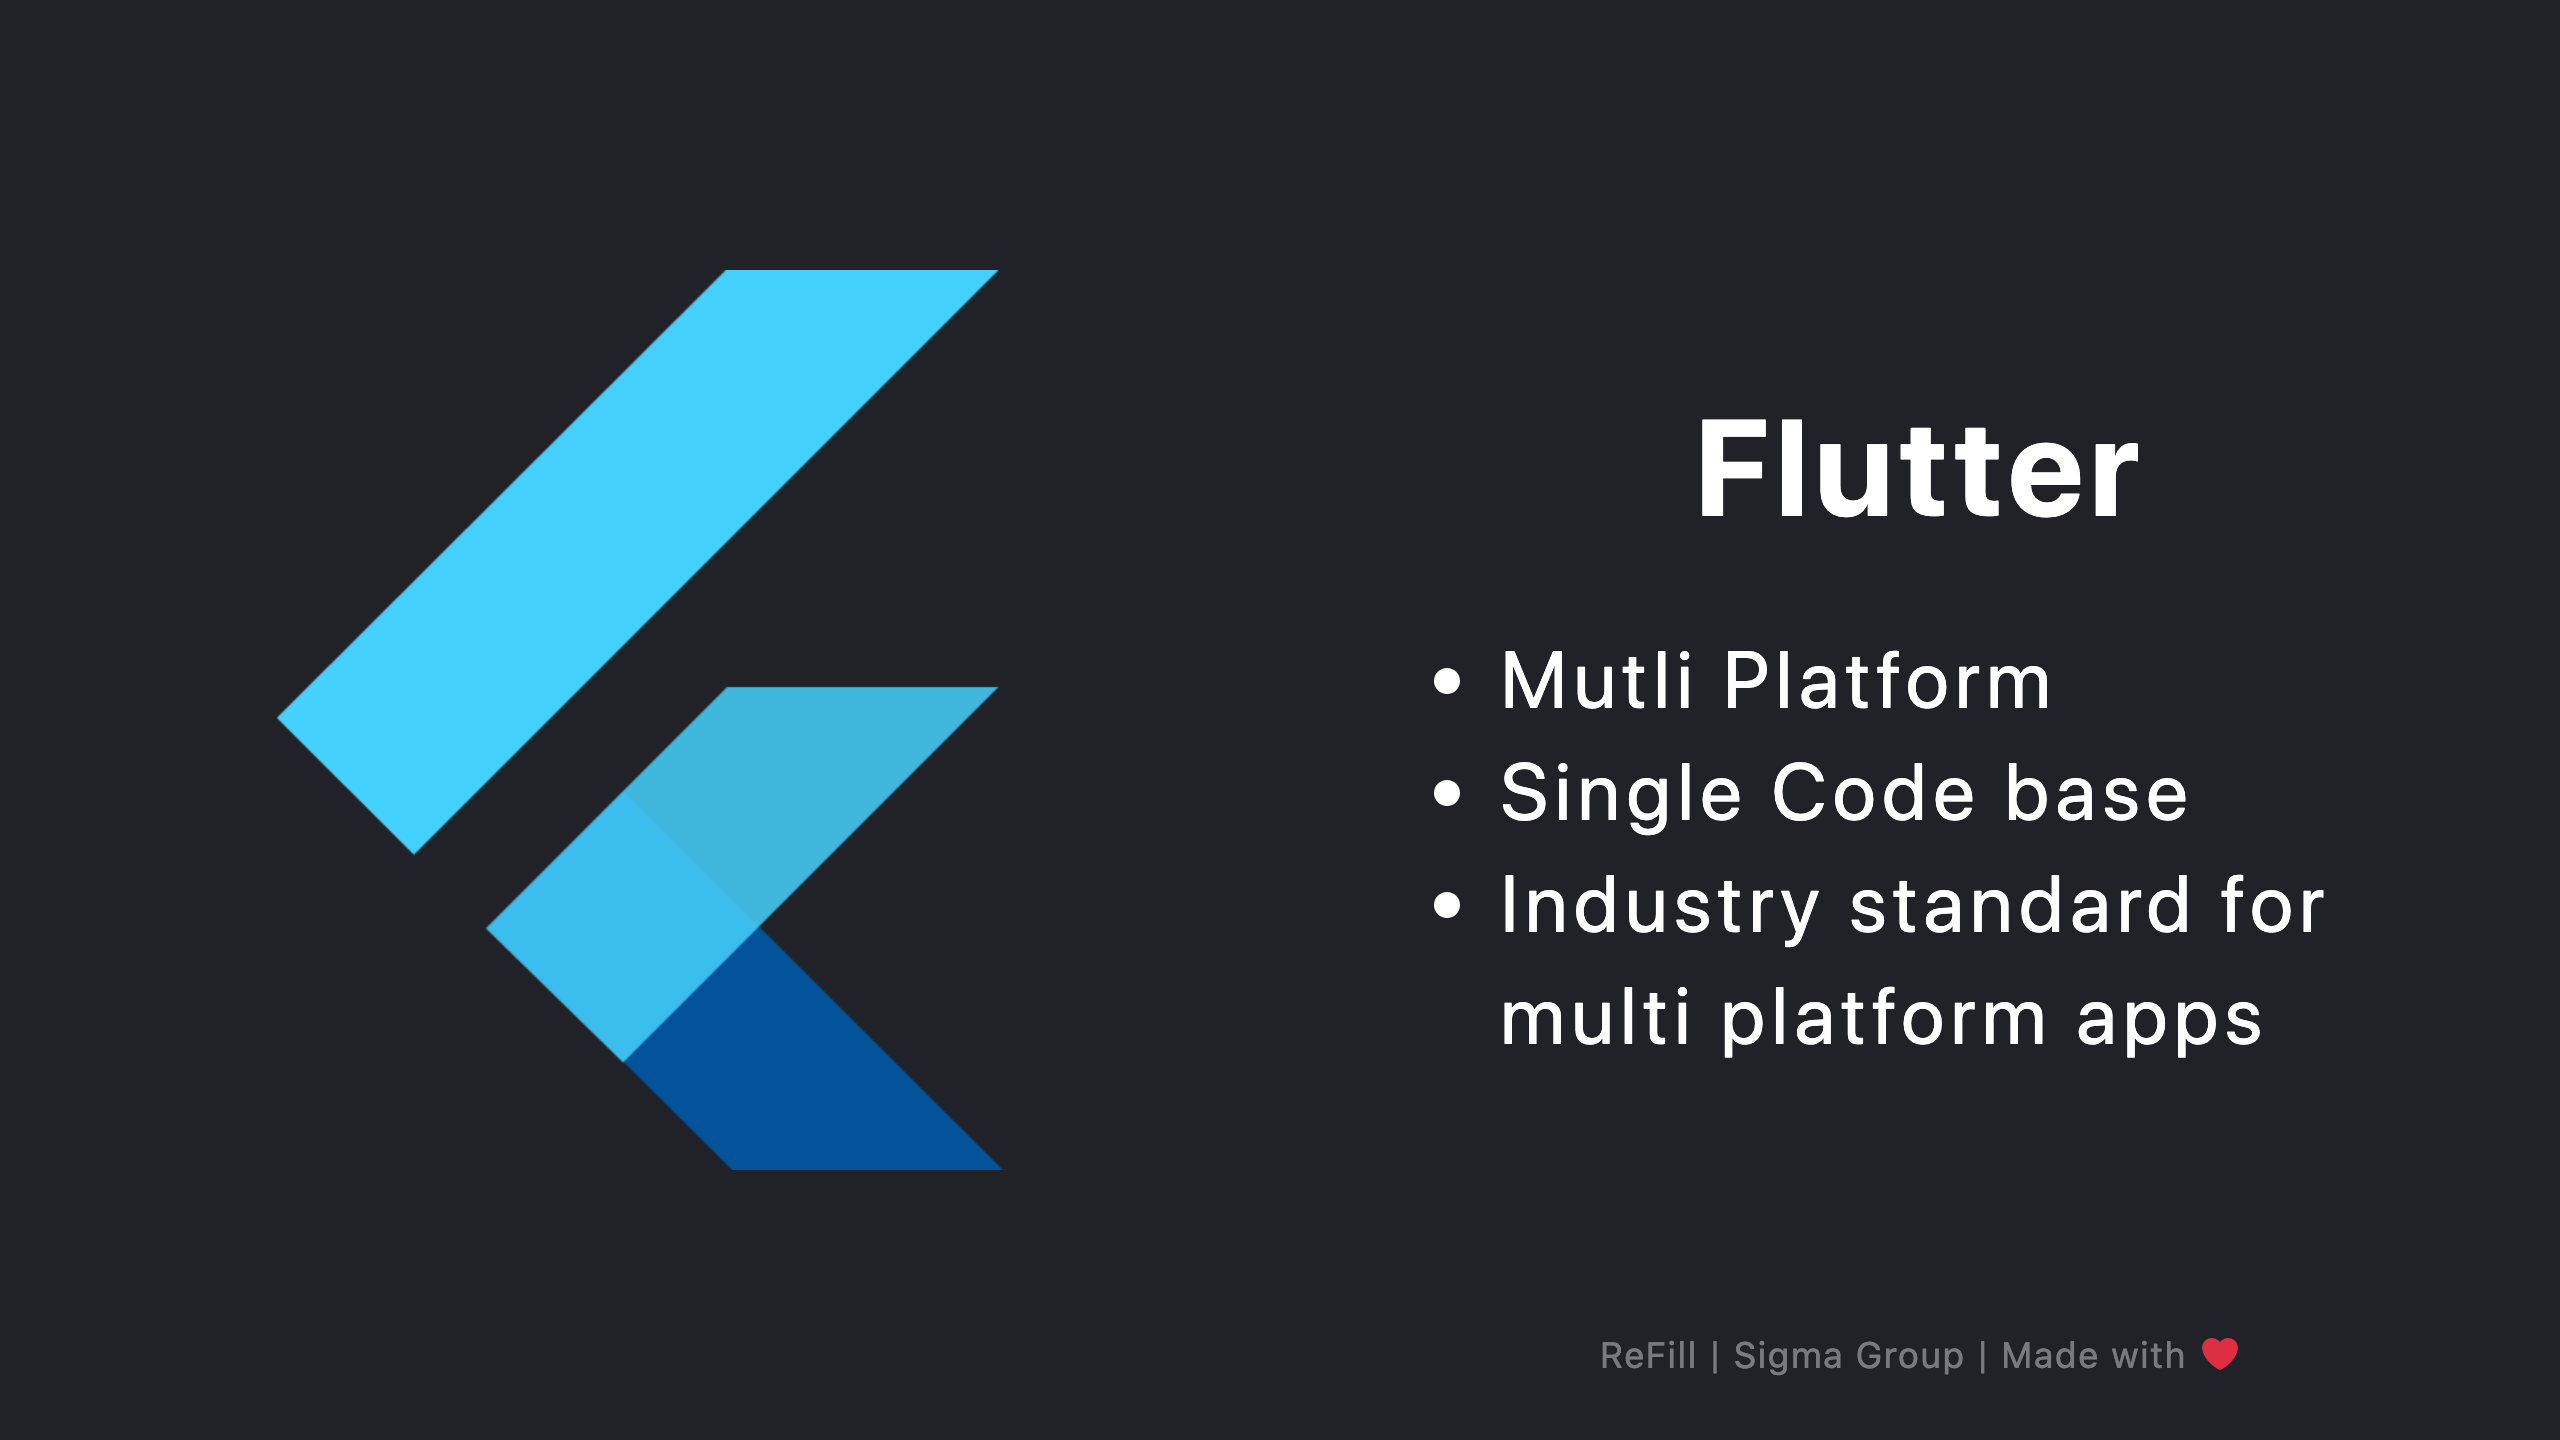 Flutter
• Mutli Platform
• Single Code base
• Industry standard for
multi platform apps
ReFill | Sigma Group | Made with ❤️